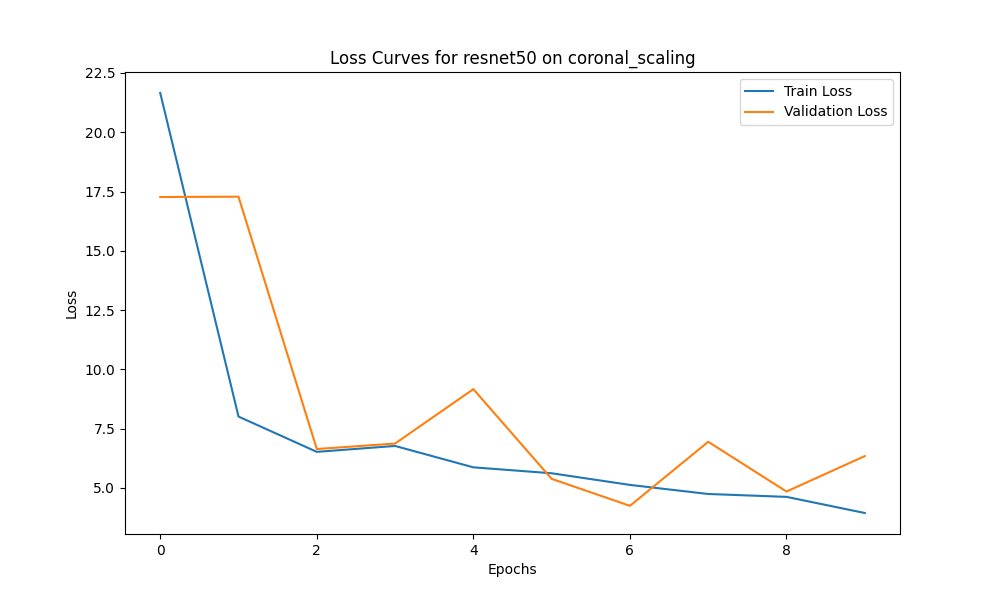 Loss Curves for resnet50 on coronal_scaling
Train Loss
Validation Loss
22.5
20.0
17.5
15.0
12.5
10.0
7.5
5.0
Loss
0
2
4
6
8
Epochs